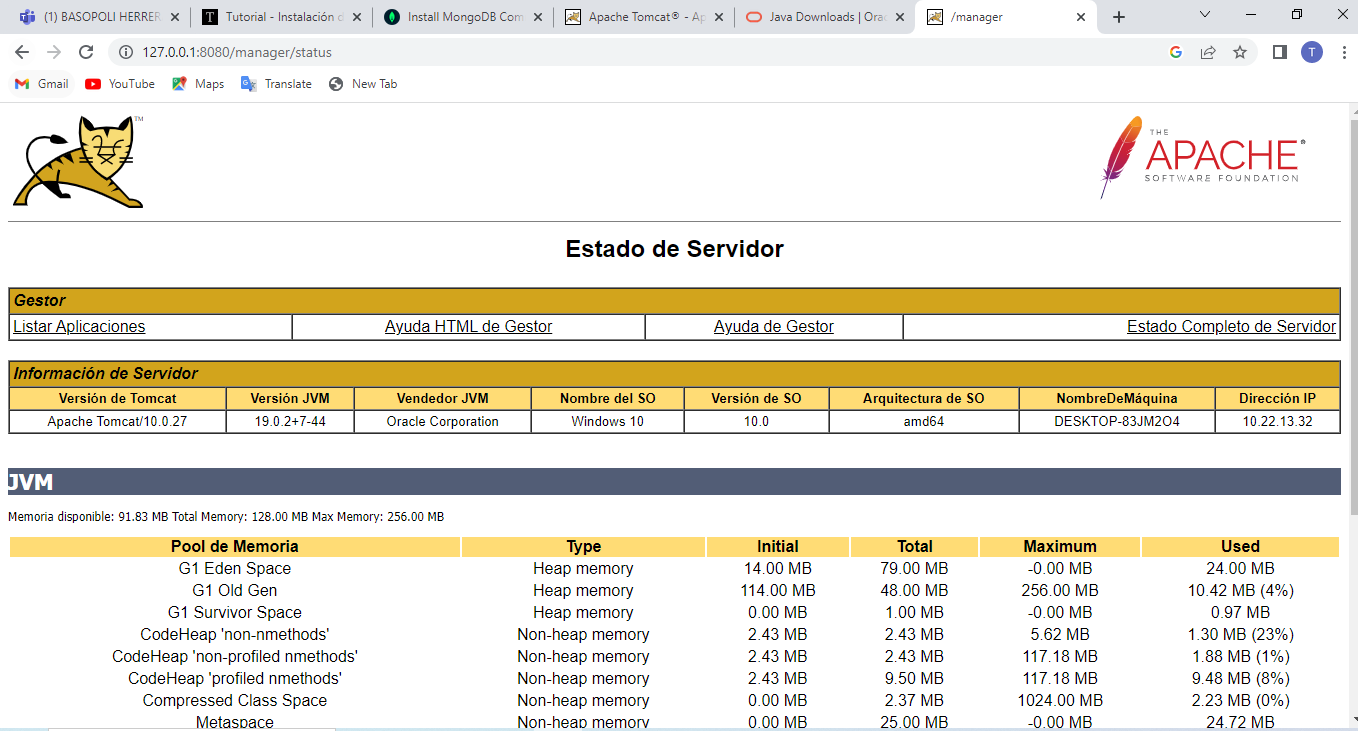 (1) BASOPOLI HERRER
Tutorial - Instalación d
Install MongoDB Com
Apache Tomcat® - Ap
Java Downloads | Orac
/manager
127.0.0.1:8080/manager/status
T
Gmail
YouTube
Maps
Translate
New Tab
TM
THE
APACHE®
SOFTWARE FOUNDATION
Estado de Servidor
Gestor
Listar Aplicaciones Ayuda HTML de Gestor Ayuda de Gestor Estado Completo de Servidor
Información de Servidor
Versión de Tomcat Versión JVM Vendedor JVM Nombre del SO Versión de SO Arquitectura de SO NombreDeMáquina Dirección IP
Apache Tomcat/10.0.27 19.0.2+7-44 Oracle Corporation Windows 10 10.0 amd64 DESKTOP-83JM2O4 10.22.13.32
JVM
Memoria disponible: 91.83 MB Total Memory: 128.00 MB Max Memory: 256.00 MB
Pool de Memoria Type Initial Total Maximum Used
G1 Eden Space Heap memory 14.00 MB 79.00 MB -0.00 MB 24.00 MB
G1 Old Gen Heap memory 114.00 MB 48.00 MB 256.00 MB 10.42 MB (4%)
G1 Survivor Space Heap memory 0.00 MB 1.00 MB -0.00 MB 0.97 MB
CodeHeap 'non-nmethods' Non-heap memory 2.43 MB 2.43 MB 5.62 MB 1.30 MB (23%)
CodeHeap 'non-profiled nmethods' Non-heap memory 2.43 MB 2.43 MB 117.18 MB 1.88 MB (1%)
CodeHeap 'profiled nmethods' Non-heap memory 2.43 MB 9.50 MB 117.18 MB 9.48 MB (8%)
Compressed Class Space Non-heap memory 0.00 MB 2.37 MB 1024.00 MB 2.23 MB (0%)
Metaspace Non-heap memory 0.00 MB 25.00 MB -0.00 MB 24.72 MB